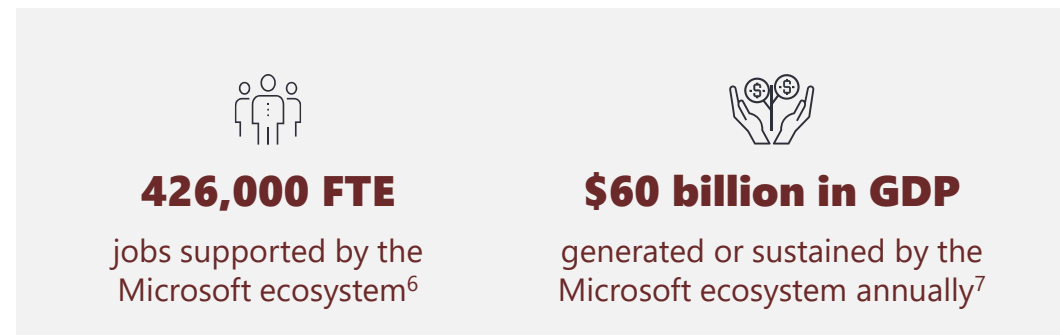 426,000 FTE
jobs supported by the
Microsoft ecosystem⁶
$60 billion in GDP
generated or sustained by the
Microsoft ecosystem annually⁷